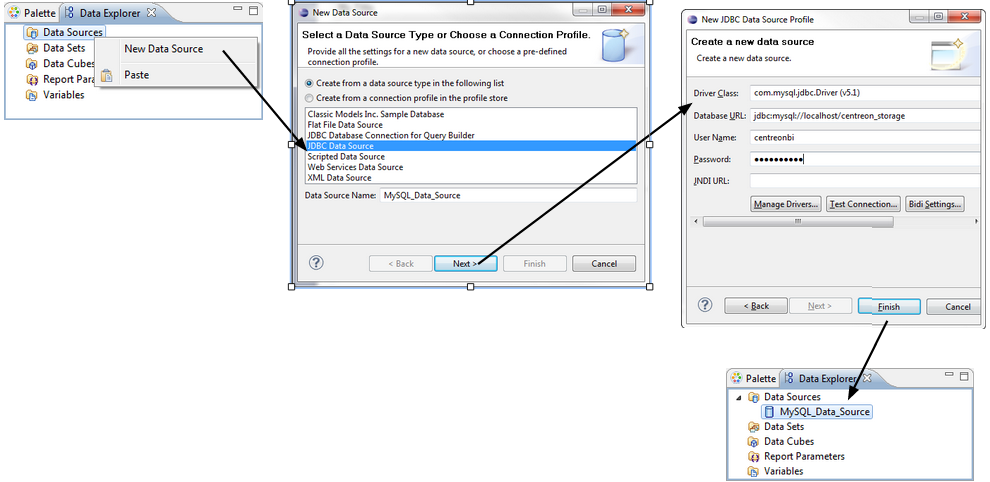 Palette Data Explorer
Data Sources
Data Sets
Data Cubes
Report Para
Variables
New Data Source
Paste
New Data Source
Select a Data Source Type or Choose a Connection Profile.
Provide all the settings for a new data source, or choose a pre-defined
connection profile.
Create from a data source type in the following list
Create from a connection profile in the profile store
Classic Models Inc. Sample Database
Flat File Data Source
JDBC Database Connection for Query Builder
JDBC Data Source
Scripted Data Source
Web Services Data Source
XML Data Source
Data Source Name: MySQL_Data_Source
? < Back Next > Finish Cancel
New JDBC Data Source Profile
Create a new data source
Create a new data source.
Driver Class: com.mysql.jdbc.Driver (v5.1)
Database URL: jdbc:mysql://localhost/centreon_storage
User Name: centreonbi
Password: ●●●●●●●●●●
JNDI URL:
Manage Drivers... Test Connection... Bidi Settings...
? < Back Next > Finish Cancel
Palette Data Explorer
Data Sources
MySQL_Data_Source
Data Sets
Data Cubes
Report Parameters
Variables